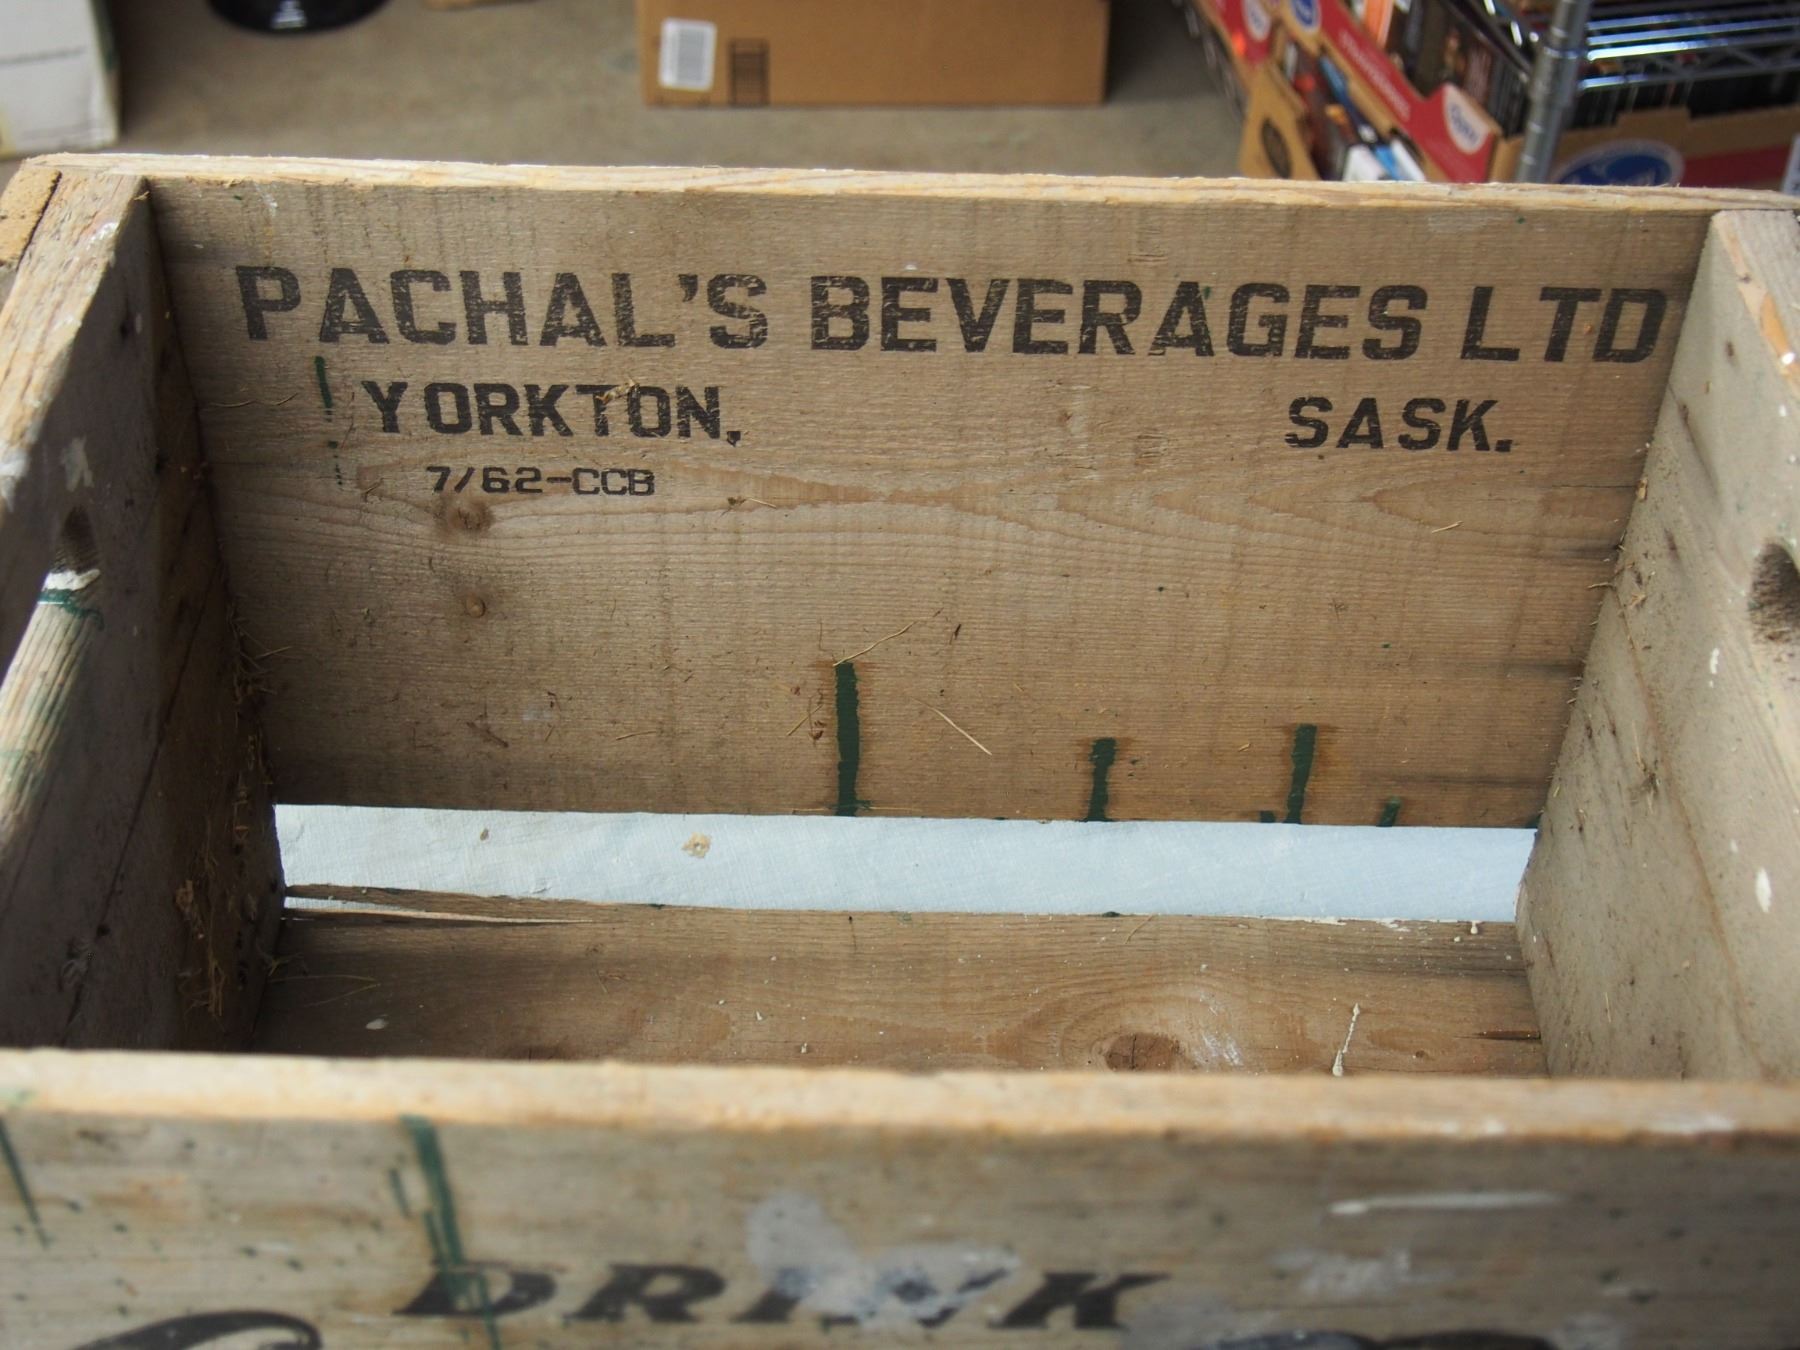 PACHAL'S BEVERAGES LTD
YORKTON, SASK.
7/62-CCB
DRINK